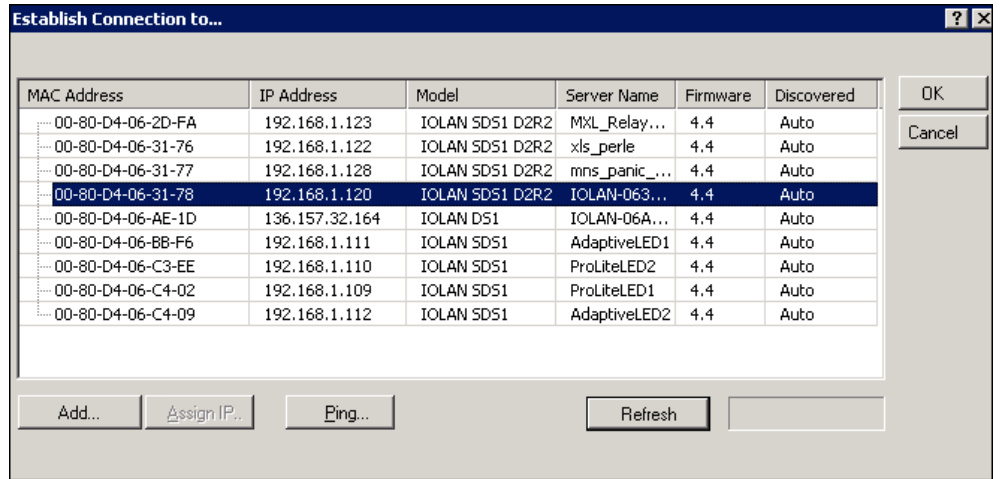 Establish Connection to...
MAC Address IP Address Model Server Name Firmware Discovered
00-80-D4-06-2D-FA 192.168.1.123 IOLAN SDS1 D2R2 MXL_Relay... 4.4 Auto
00-80-D4-06-31-76 192.168.1.122 IOLAN SDS1 D2R2 xls_perle 4.4 Auto
00-80-D4-06-31-77 192.168.1.128 IOLAN SDS1 D2R2 mns_panic_... 4.4 Auto
00-80-D4-06-31-78 192.168.1.120 IOLAN SDS1 D2R2 IOLAN-063... 4.4 Auto
00-80-D4-06-AE-1D 136.157.32.164 IOLAN DS1 IOLAN-06A... 4.4 Auto
00-80-D4-06-BB-F6 192.168.1.111 IOLAN SDS1 AdaptiveLED1 4.4 Auto
00-80-D4-06-C3-EE 192.168.1.110 IOLAN SDS1 ProLiteLED2 4.4 Auto
00-80-D4-06-C4-02 192.168.1.109 IOLAN SDS1 ProLiteLED1 4.4 Auto
00-80-D4-06-C4-09 192.168.1.112 IOLAN SDS1 AdaptiveLED2 4.4 Auto
OK
Cancel
Add... Assign IP.. Ping... Refresh